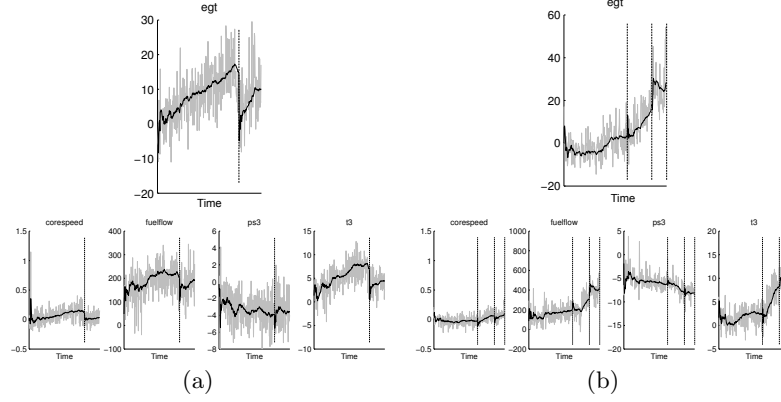 egt
30
20
10
0
−10
−20
Time
corespeed
1.5
1
0.5
0
−0.5
Time
fuelflow
400
300
200
100
0
−100
Time
ps3
6
4
2
0
−2
−4
−6
−8
Time
t3
15
10
5
0
−5
−10
Time
(a)
egt
60
40
20
0
−20
Time
corespeed
1.5
1
0.5
0
−0.5
Time
fuelflow
1000
800
600
400
200
0
−200
Time
ps3
5
0
−5
−10
−15
−20
Time
t3
20
15
10
5
0
−5
Time
(b)